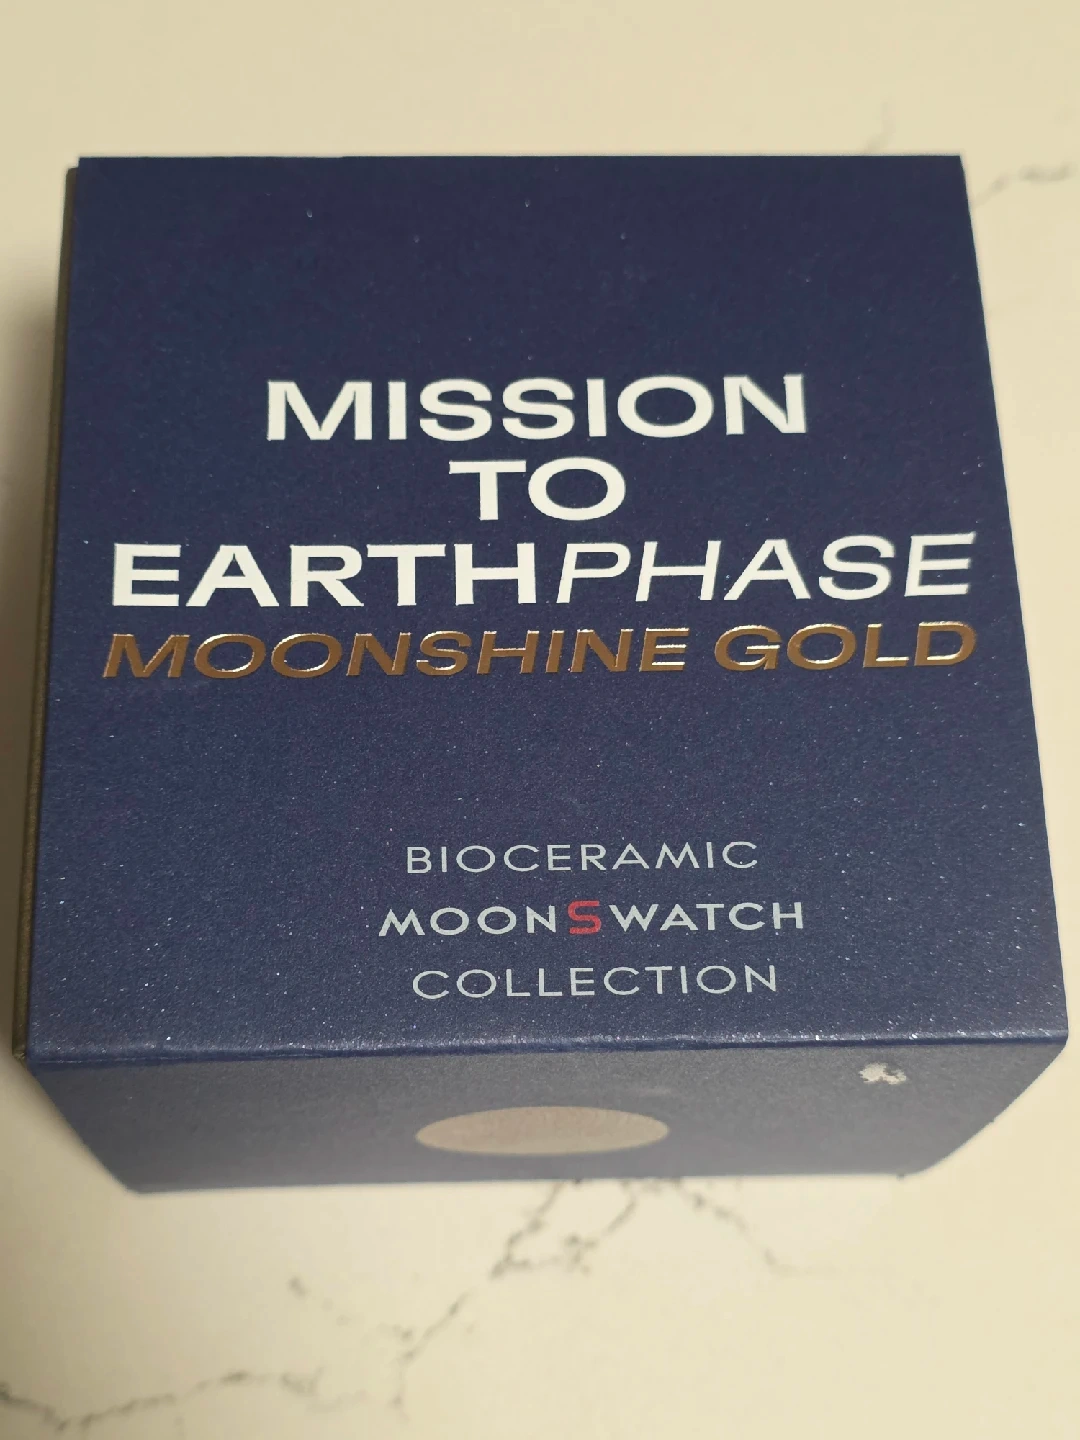 MISSION
TO
EARTHPHASE
MOONSHINE GOLD
BIOCERAMIC
MOONSWATCH
COLLECTION